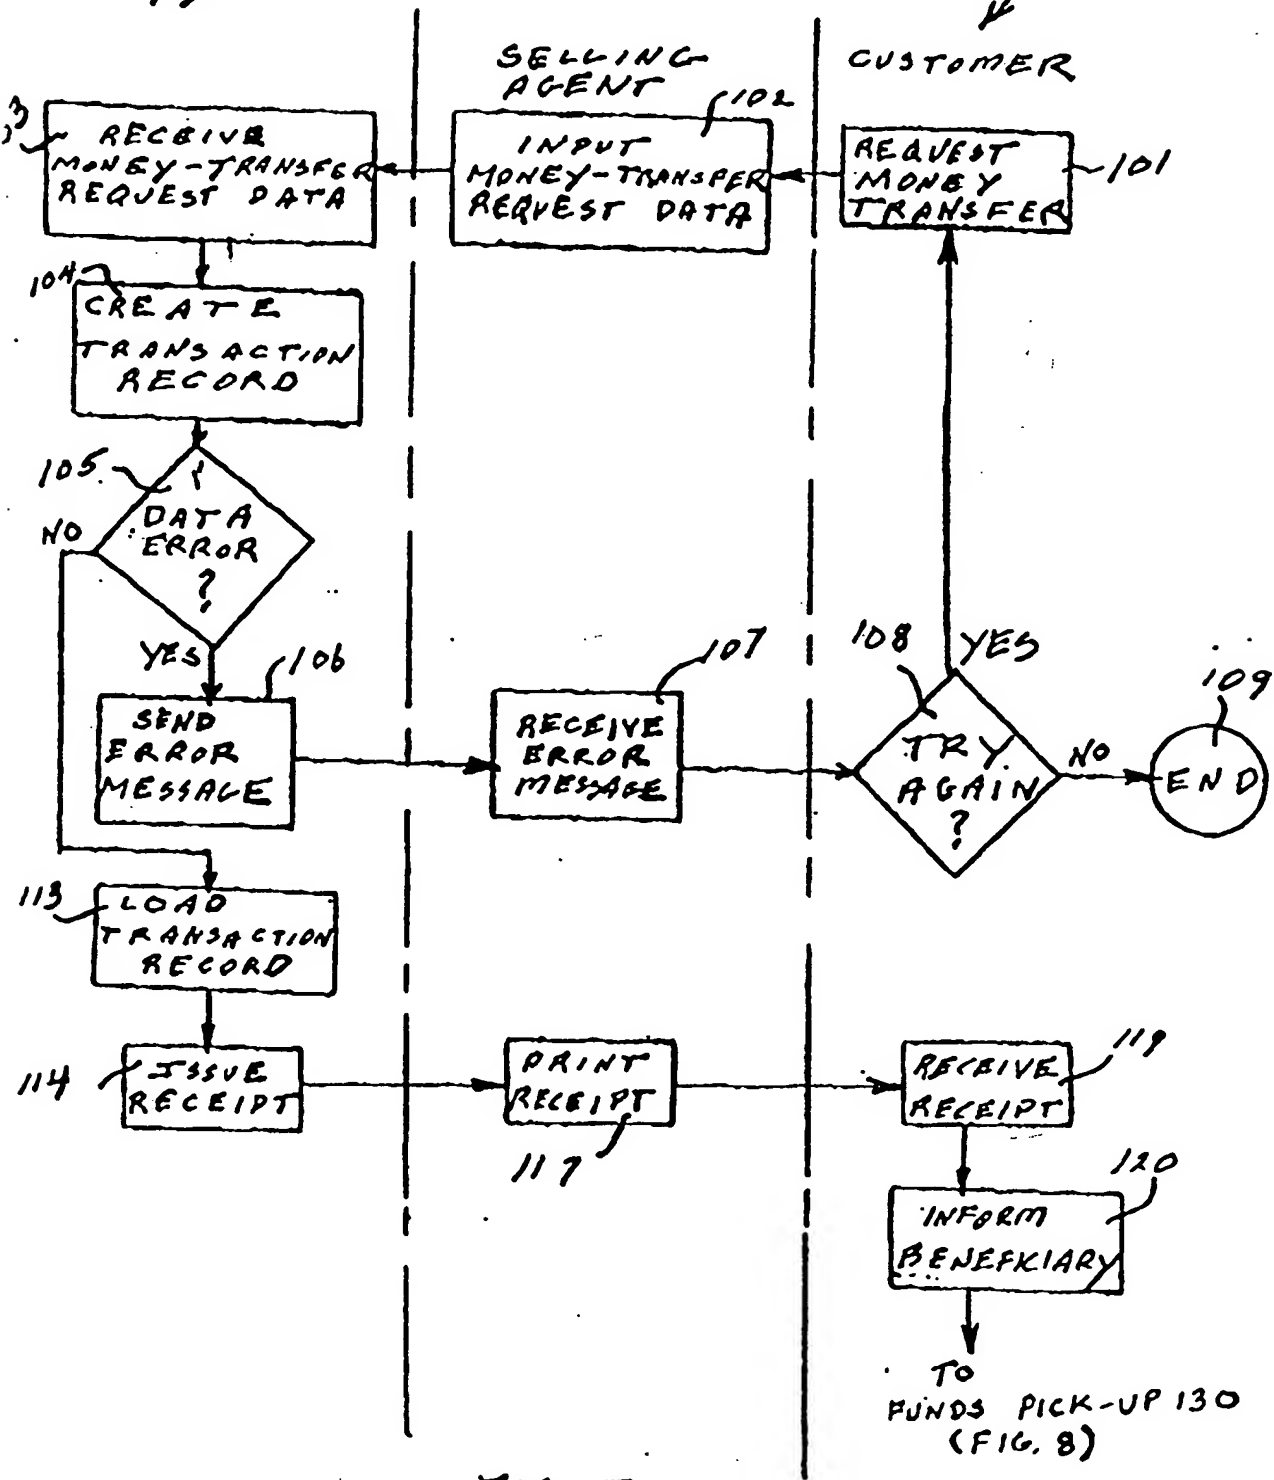 SELLING
AGENT
CUSTOMER
3
RECEIVE
MONEY-TRANSFER
REQUEST DATA
102
INPUT
MONEY-TRANSFER
REQUEST DATA
REQUEST
MONEY
TRANSFER
101
104
CREATE
TRANSACTION
RECORD
105
DATA
ERROR
?
NO
YES
106
SEND
ERROR
MESSAGE
107
RECEIVE
ERROR
MESSAGE
108
YES
TRY
AGAIN
?
NO
109
END
113
LOAD
TRANSACTION
RECORD
114
ISSUE
RECEIPT
PRINT
RECEIPT
117
119
RECEIVE
RECEIPT
120
INFORM
BENEFICIARY
TO
FUNDS PICK-UP 130
(FIG. 8)